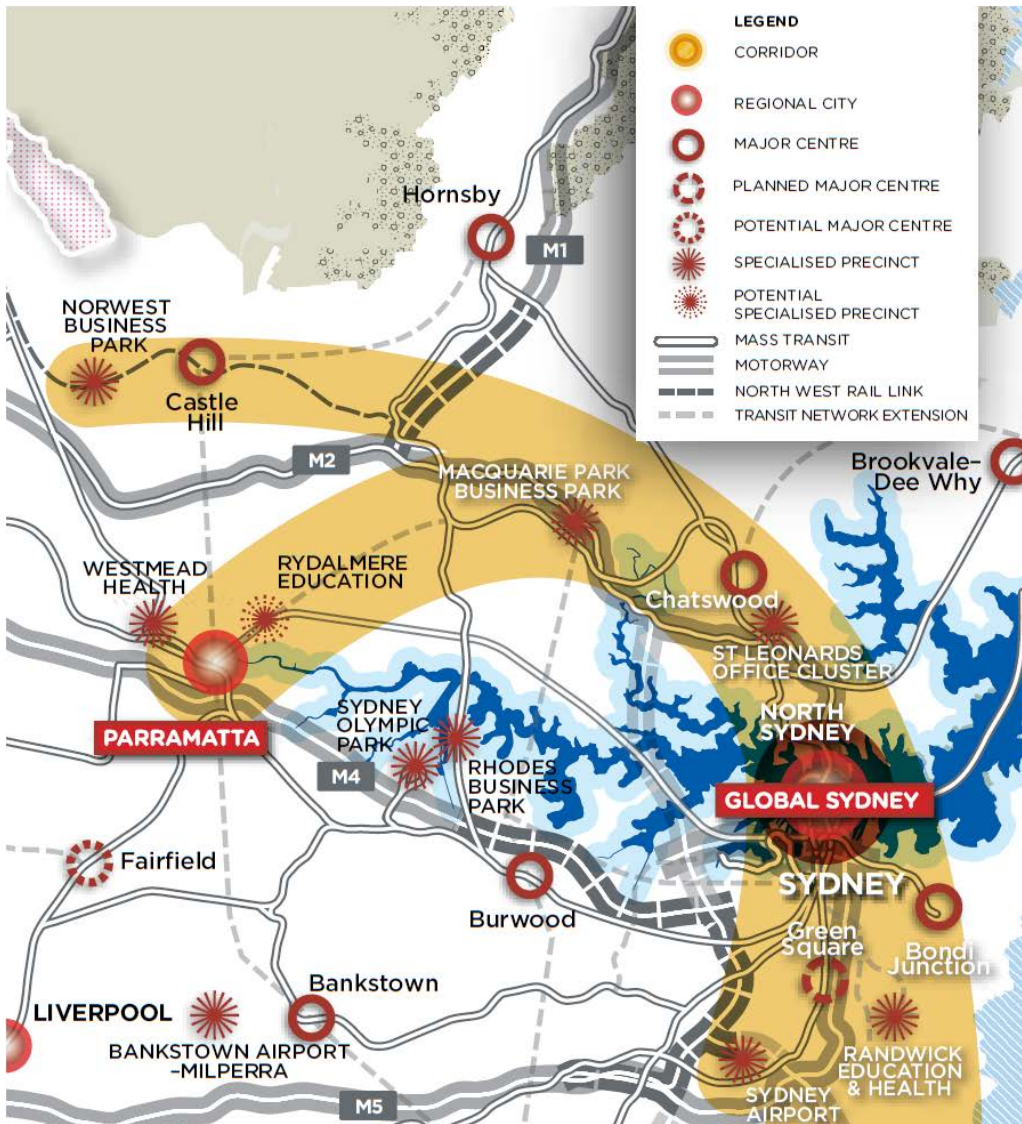 LEGEND
CORRIDOR
REGIONAL CITY
MAJOR CENTRE
PLANNED MAJOR CENTRE
POTENTIAL MAJOR CENTRE
SPECIALISED PRECINCT
POTENTIAL
SPECIALISED PRECINCT
MASS TRANSIT
MOTORWAY
NORTH WEST RAIL LINK
TRANSIT NETWORK EXTENSION
Hornsby
M1
NORWEST
BUSINESS
PARK
Castle
Hill
M2
MACQUARIE PARK
BUSINESS PARK
Brookvale–
Dee Why
WESTMEAD
HEALTH
RYDALMERE
EDUCATION
Chatswood
ST LEONARDS
OFFICE CLUSTER
PARRAMATTA
SYDNEY
OLYMPIC
PARK
NORTH
SYDNEY
M4
RHODES
BUSINESS
PARK
GLOBAL SYDNEY
Fairfield
SYDNEY
Burwood
Green
Square
Bondi
Junction
Bankstown
LIVERPOOL
BANKSTOWN AIRPORT
–MILPERRA
RANDWICK
EDUCATION
& HEALTH
SYDNEY
AIRPORT
M5